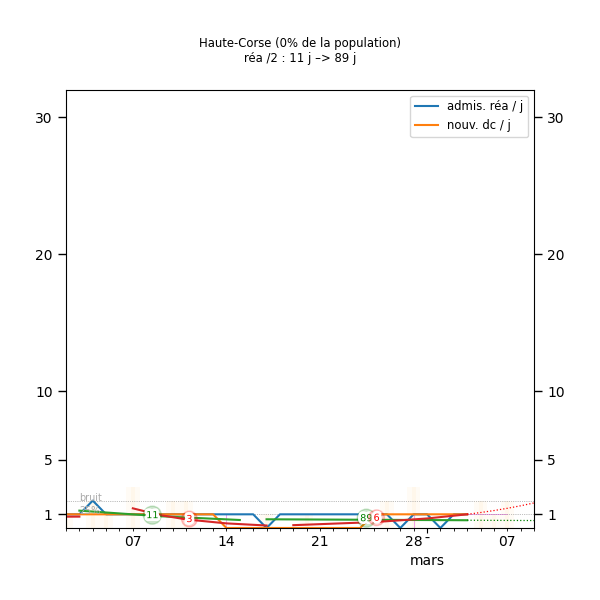 Haute-Corse (0% de la population)
réa /2 : 11 j –> 89 j
admis. réa / j
nouv. dc / j
30 30
20 20
10 10
5 5
bruit
1 11 3 89 6 1
07 14 21 28 07
mars